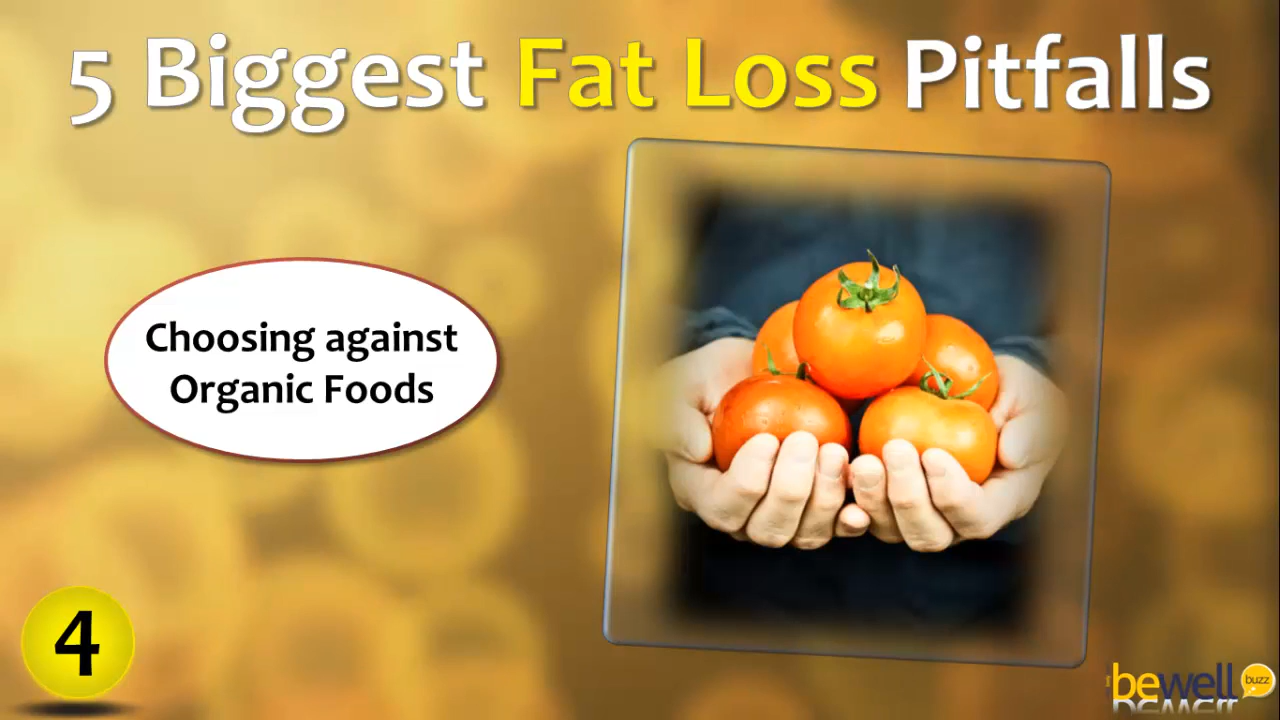 5 Biggest Fat Loss Pitfalls
Choosing against
Organic Foods
4
bewell buzz